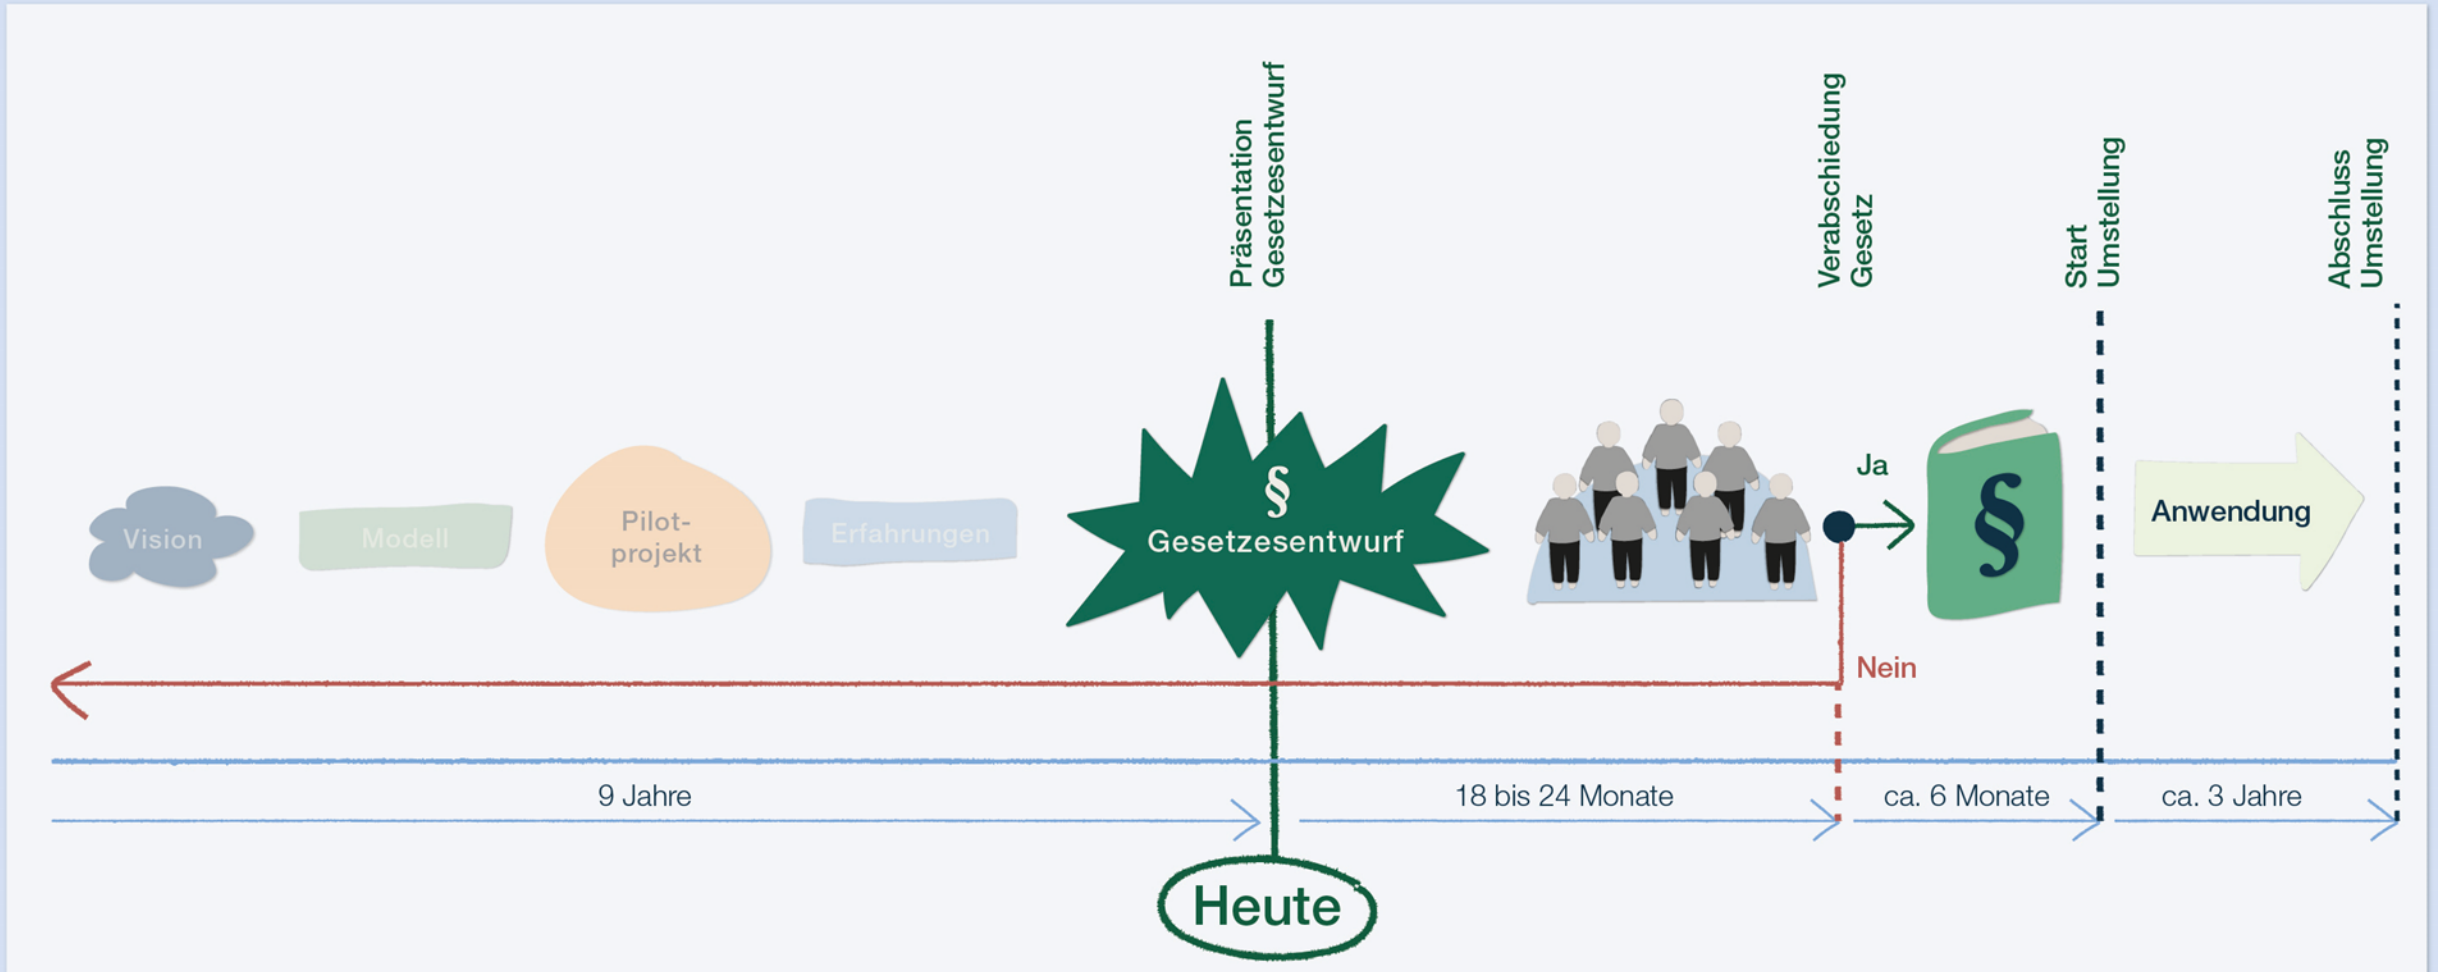 Präsentation
Gesetzesentwurf
Verabschiedung
Gesetz
Start
Umstellung
Abschluss
Umstellung
Vision
Modell
Pilot-
projekt
Erfahrungen
§
Gesetzesentwurf
Ja
§
Anwendung
Nein
9 Jahre
18 bis 24 Monate
ca. 6 Monate
ca. 3 Jahre
Heute